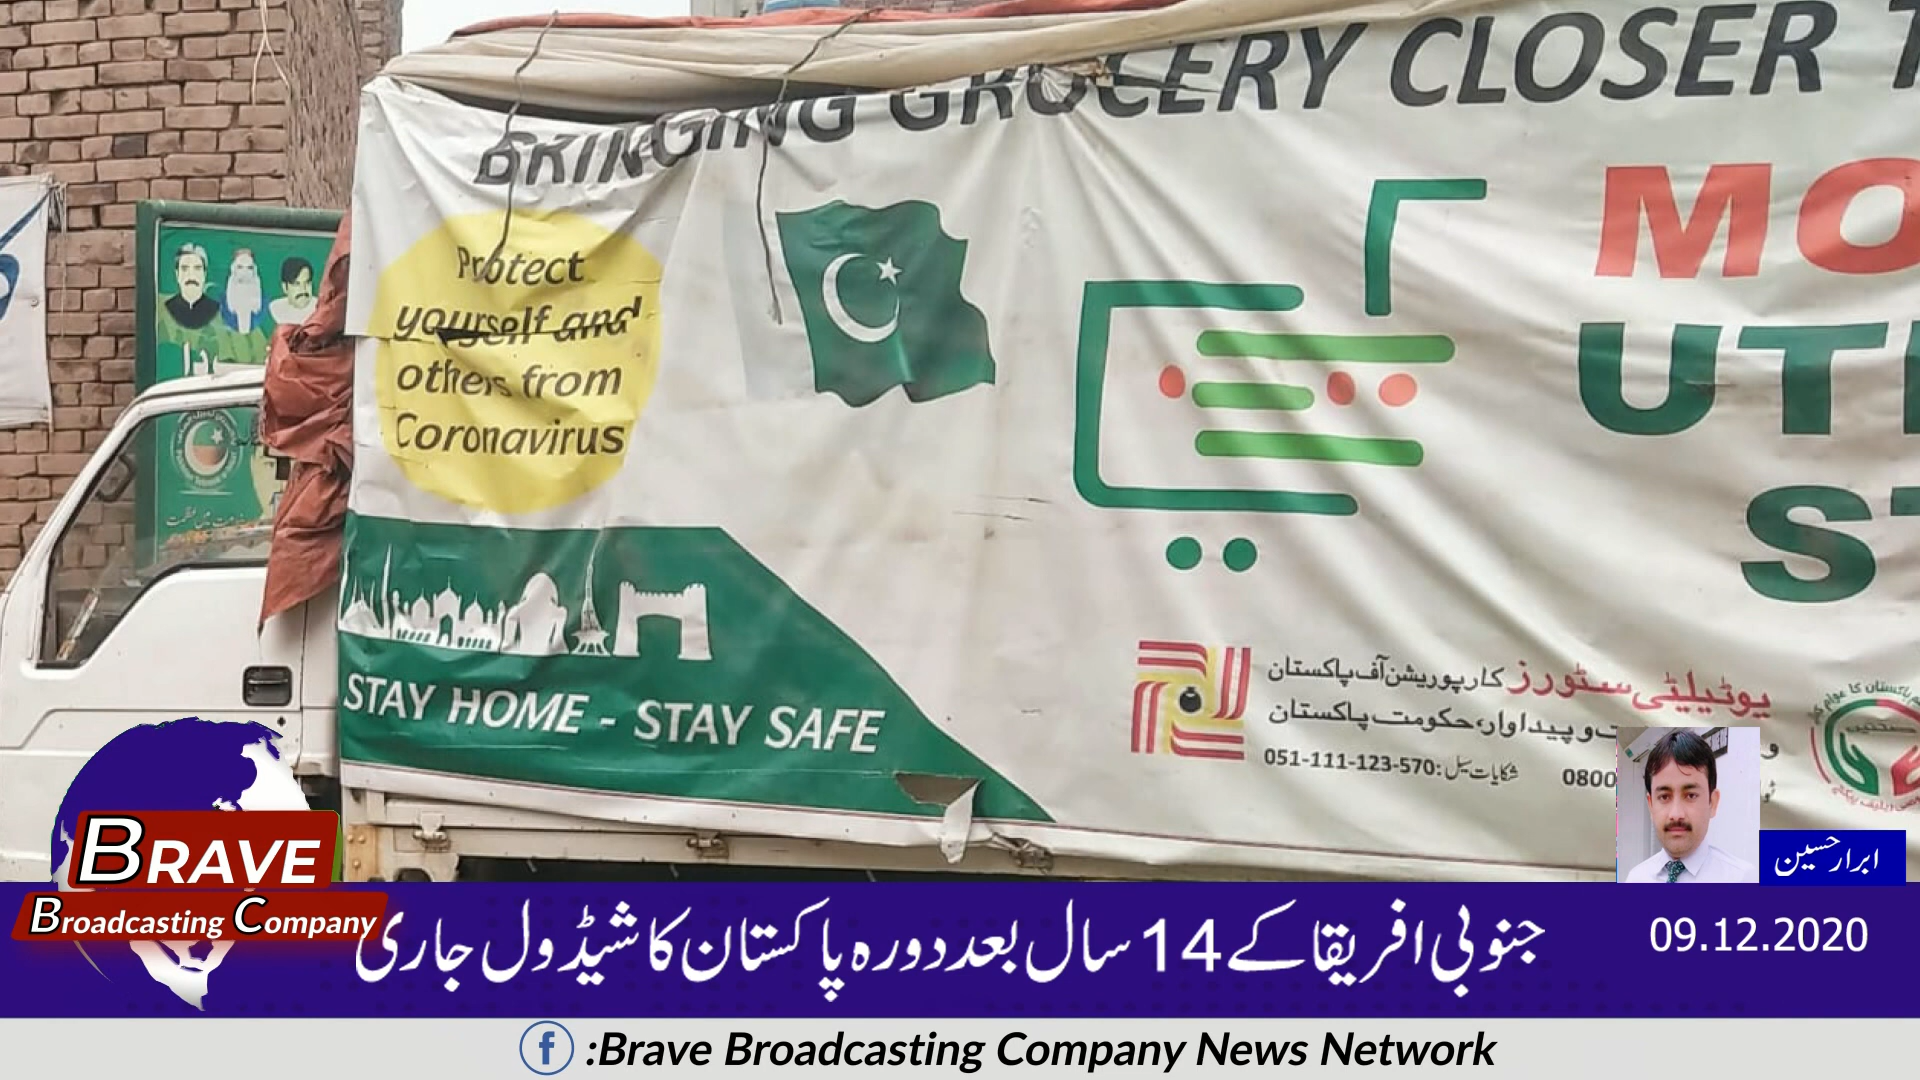 BRINGING GROCERY CLOSER T
Protect
yourself and
others from
Coronavirus
MO
UTI
ST
STAY HOME - STAY SAFE
یوٹیلیٹی سٹورز کارپوریشن آف پاکستان
ت و پیداوار، حکومت پاکستان
شکایات سیل: 051-111-123-570
0800
ابرار حسین
BRAVE
Broadcasting Company
جنوبی افریقا کے 14 سال بعد دورہ پاکستان کا شیڈول جاری
09.12.2020
f :Brave Broadcasting Company News Network